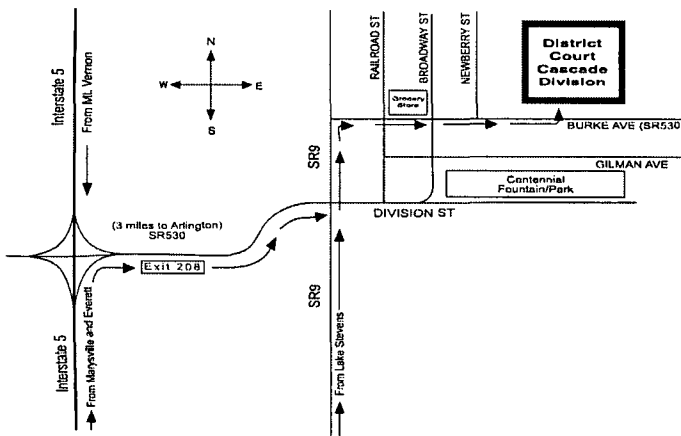 Interstate 5
From Mt. Vernon
N
W
E
S
RAILROAD ST
BROADWAY ST
NEWBERRY ST
District
Court
Cascade
Division
Grocery
Store
BURKE AVE (SR530)
SR9
GILMAN AVE
Centennial
Fountain/Park
DIVISION ST
(3 miles to Arlington)
SR530
Exit 208
SR9
Interstate 5
From Marysville and Everett
From Lake Stevens